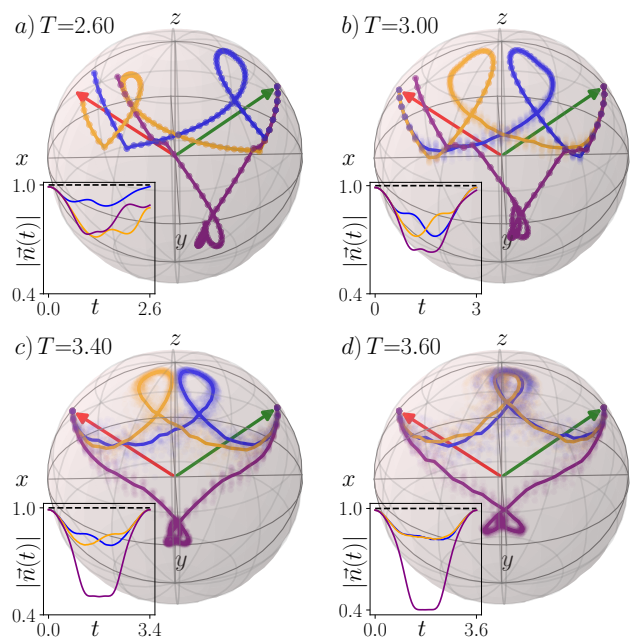 a) T=2.60
z
x
y
1.0
|n⃗(t)|
0.4
0.0
t
2.6
b) T=3.00
z
x
y
1.0
|n⃗(t)|
0.4
0
t
3
c) T=3.40
z
x
y
1.0
|n⃗(t)|
0.4
0.0
t
3.4
d) T=3.60
z
x
y
1.0
|n⃗(t)|
0.4
0.0
t
3.6